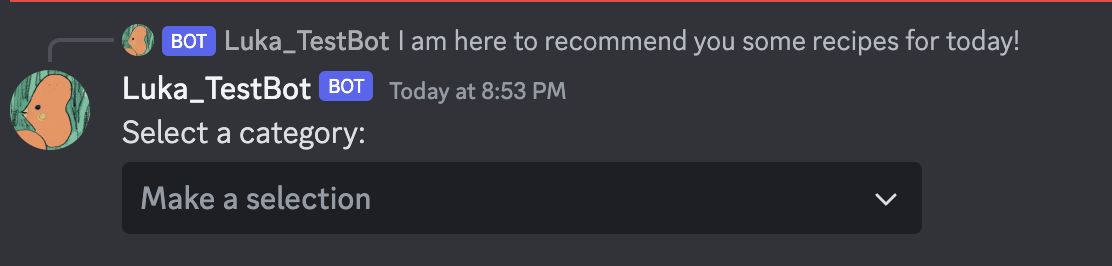 BOT Luka_TestBot I am here to recommend you some recipes for today!
Luka_TestBot BOT Today at 8:53 PM
Select a category:
Make a selection